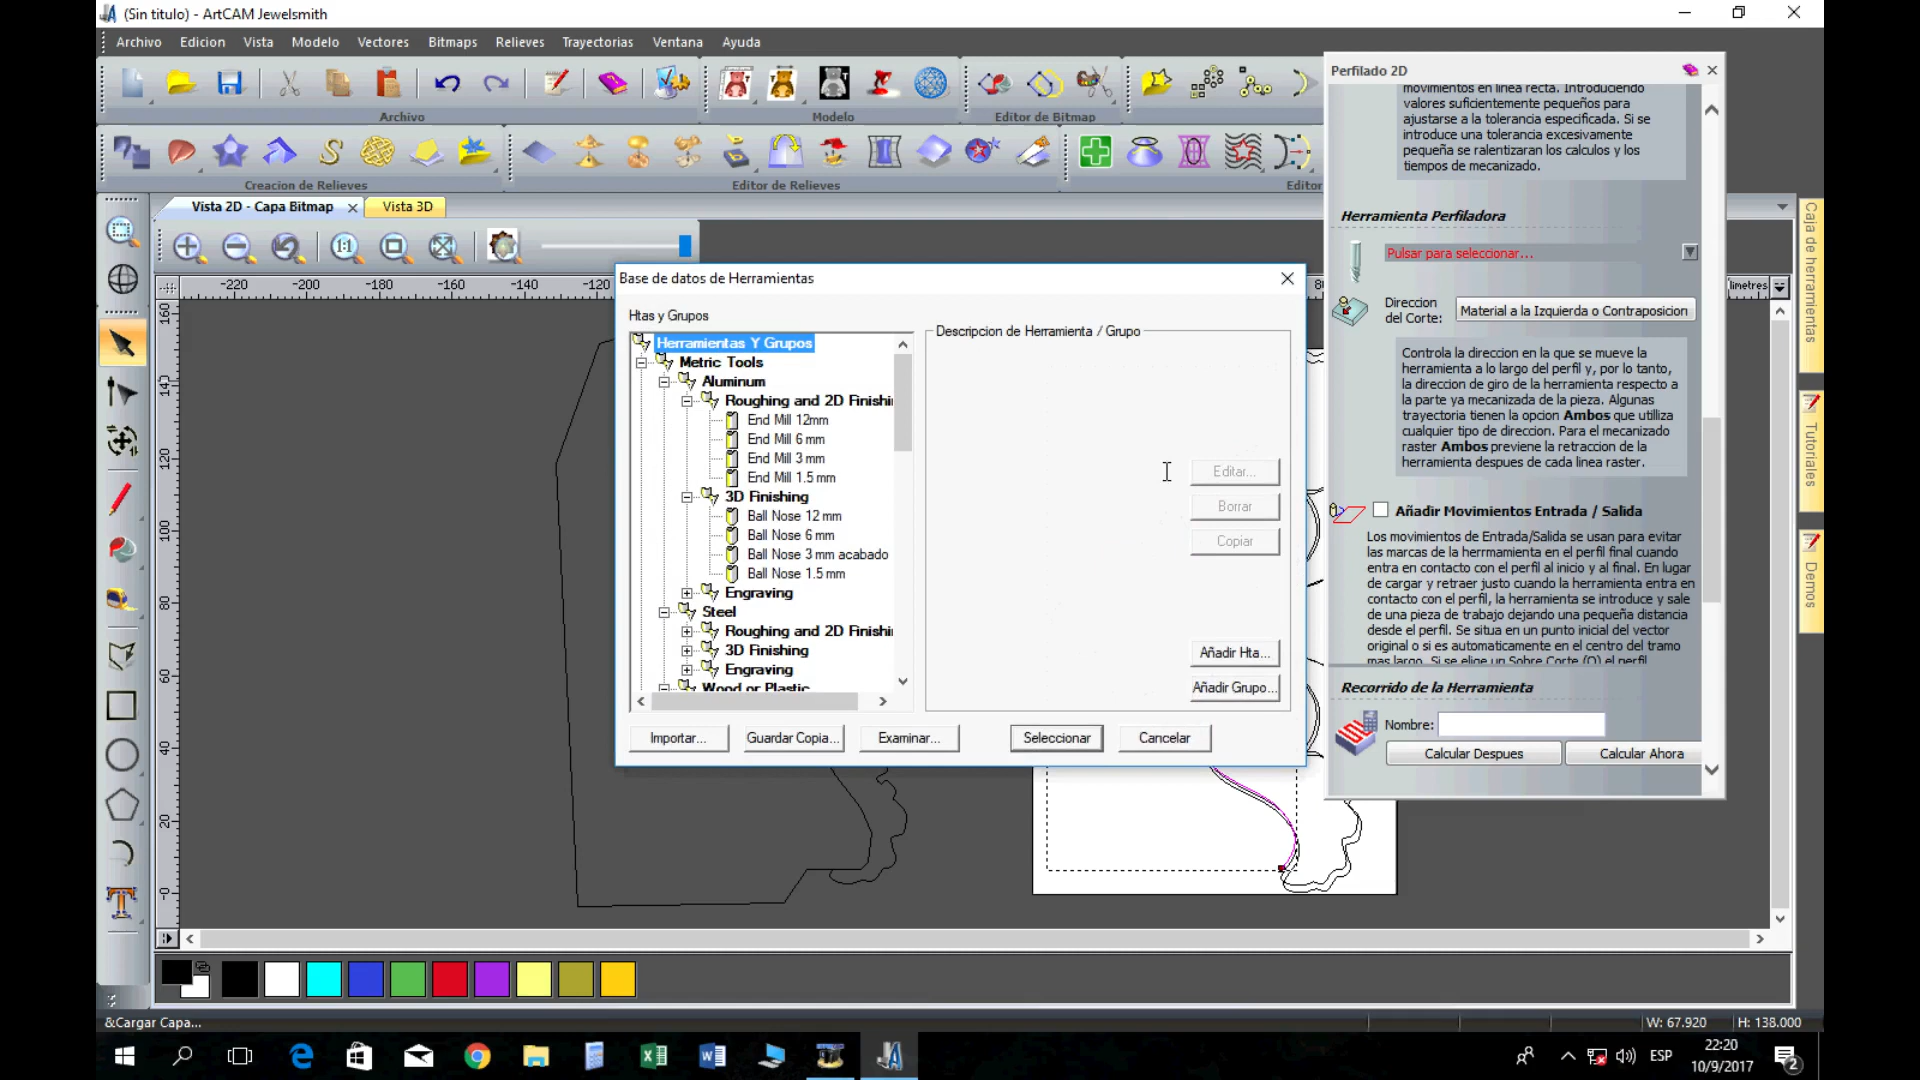 (Sin titulo) - ArtCAM Jewelsmith
Archivo Edicion Vista Modelo Vectores Bitmaps Relieves Trayectorias Ventana Ayuda
Archivo
Modelo
Editor de Bitmap
Creacion de Relieves
Editor de Relieves
Editor
Vista 2D - Capa Bitmap
Vista 3D
1:1
-220 -200 -180 -160 -140 -120
limetres
160
140
120
100
80
60
40
20
-0
Base de datos de Herramientas
Htas y Grupos
Herramientas Y Grupos
Metric Tools
Aluminum
Roughing and 2D Finishi
End Mill 12mm
End Mill 6 mm
End Mill 3 mm
End Mill 1.5 mm
3D Finishing
Ball Nose 12 mm
Ball Nose 6 mm
Ball Nose 3 mm acabado
Ball Nose 1.5 mm
Engraving
Steel
Roughing and 2D Finishi
3D Finishing
Engraving
Wood or Plastic
Descripcion de Herramienta / Grupo
Editar...
Borrar
Copiar
Añadir Hta...
Añadir Grupo...
Importar...
Guardar Copia...
Examinar...
Seleccionar
Cancelar
Perfilado 2D
movimientos en linea recta. Introduciendo
valores suficientemente pequeños para
ajustarse a la tolerancia especificada. Si se
introduce una tolerancia excesivamente
pequeña se ralentizaran los calculos y los
tiempos de mecanizado.
Herramienta Perfiladora
Pulsar para seleccionar...
Direccion
del Corte:
Material a la Izquierda o Contraposicion
Controla la direccion en la que se mueve la
herramienta a lo largo del perfil y, por lo tanto,
la direccion de giro de la herramienta respecto a
la parte ya mecanizada de la pieza. Algunas
trayectoria tienen la opcion Ambos que utiliza
cualquier tipo de direccion. Para el mecanizado
raster Ambos previene la retraccion de la
herramienta despues de cada linea raster.
Añadir Movimientos Entrada / Salida
Los movimientos de Entrada/Salida se usan para evitar
las marcas de la herrmamienta en el perfil final cuando
entra en contacto con el perfil al inicio y al final. En lugar
de cargar y retraer justo cuando la herramienta entra en
contacto con el perfil, la herramienta se introduce y sale
de una pieza de trabajo dejando una pequeña distancia
desde el perfil. Se situa en un punto inicial del vector
original o si es automaticamente en el centro del tramo
mas largo. Si se elige un Sobre Corte (O) el perfil
Recorrido de la Herramienta
Nombre:
Calcular Despues
Calcular Ahora
Caja de herramientas
Tutoriales
Demos
&Cargar Capa...
W: 67.920
H: 138.000
ESP
22:20
10/9/2017
2